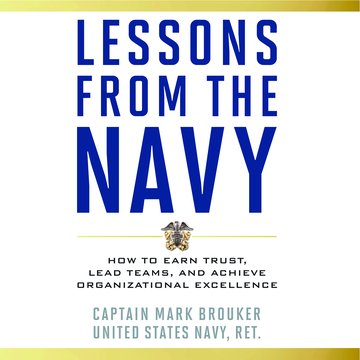 LESSONS
FROM THE
NAVY
HOW TO EARN TRUST,
LEAD TEAMS, AND ACHIEVE
ORGANIZATIONAL EXCELLENCE
CAPTAIN MARK BROUKER
UNITED STATES NAVY, RET.